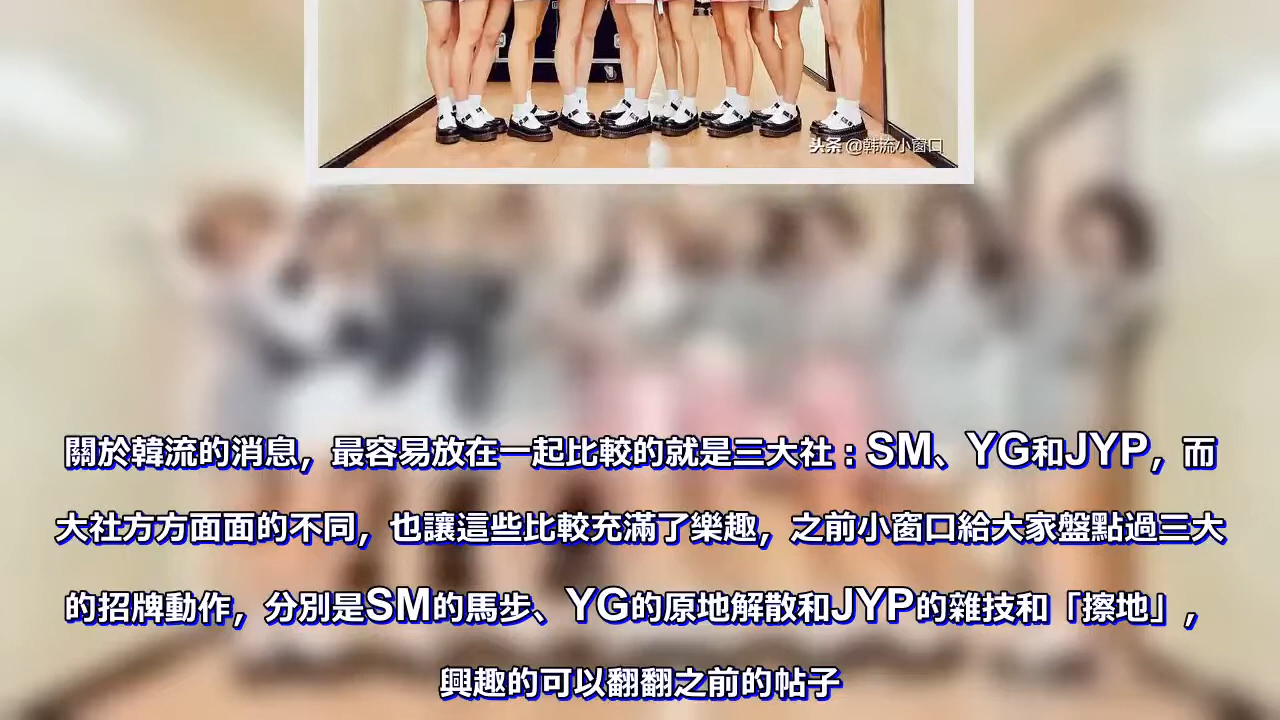 头条 @韩流小窗口
關於韓流的消息，最容易放在一起比較的就是三大社：SM、YG和JYP，而
大社方方面面的不同，也讓這些比較充滿了樂趣，之前小窗口給大家盤點過三大
的招牌動作，分別是SM的馬步、YG的原地解散和JYP的雜技和「擦地」，
興趣的可以翻翻之前的帖子